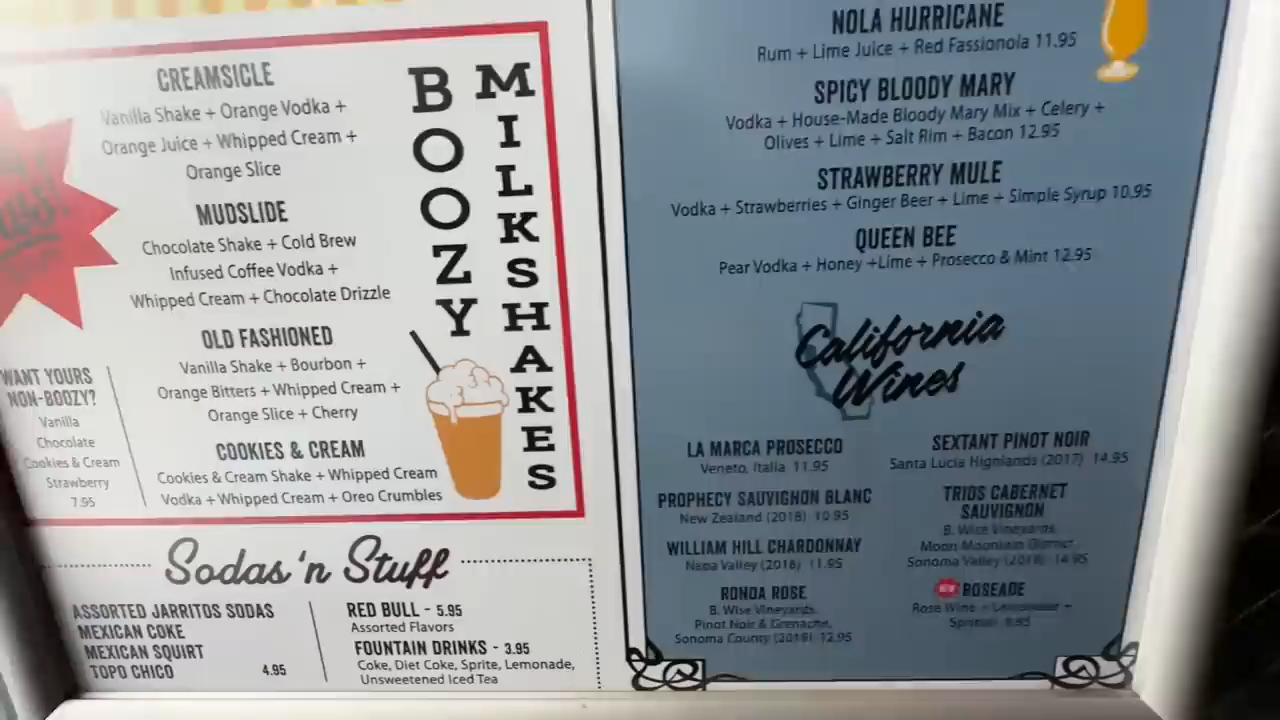 CREAMSICLE
Vanilla Shake + Orange Vodka +
Orange Juice + Whipped Cream +
Orange Slice
MUDSLIDE
Chocolate Shake + Cold Brew
Infused Coffee Vodka +
Whipped Cream + Chocolate Drizzle
OLD FASHIONED
Vanilla Shake + Bourbon +
Orange Bitters + Whipped Cream +
Orange Slice + Cherry
COOKIES & CREAM
Cookies & Cream Shake + Whipped Cream
Vodka + Whipped Cream + Oreo Crumbles
WANT YOURS
NON-BOOZY?
Vanilla
Chocolate
Cookies & Cream
Strawberry
7.95
BOOZY
MILKSHAKES
Sodas 'n Stuff
ASSORTED JARRITOS SODAS
MEXICAN COKE
MEXICAN SQUIRT
TOPO CHICO 4.95
RED BULL - 5.95
Assorted Flavors
FOUNTAIN DRINKS - 3.95
Coke, Diet Coke, Sprite, Lemonade,
Unsweetened Iced Tea
NOLA HURRICANE
Rum + Lime Juice + Red Fassionola 11.95
SPICY BLOODY MARY
Vodka + House-Made Bloody Mary Mix + Celery +
Olives + Lime + Salt Rim + Bacon 12.95
STRAWBERRY MULE
Vodka + Strawberries + Ginger Beer + Lime + Simple Syrup 10.95
QUEEN BEE
Pear Vodka + Honey +Lime + Prosecco & Mint 12.95
California
Wines
LA MARCA PROSECCO
Veneto, Italia 11.95
PROPHECY SAUVIGNON BLANC
New Zealand (2018) 10.95
WILLIAM HILL CHARDONNAY
Napa Valley (2018) 11.95
RONDA ROSE
B. Wise Vineyards,
Pinot Noir & Grenache,
Sonoma County (2019) 12.95
SEXTANT PINOT NOIR
Santa Lucia Highlands (2017) 14.95
TRIOS CABERNET
SAUVIGNON
B. Wise Vineyards,
Moon Mountain District,
Sonoma Valley (2018) 14.95
ROSEADE
Rose Wine + Lemonade +